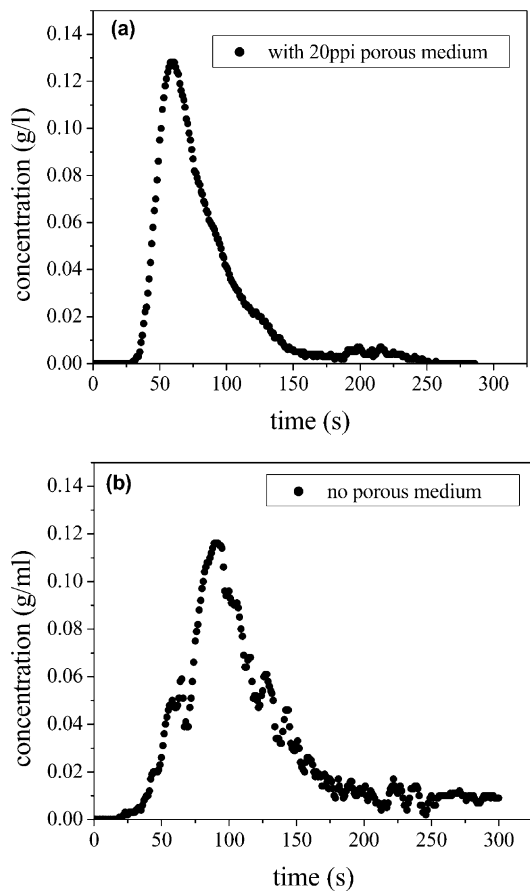 (a)
with 20ppi porous medium
concentration (g/l)
0.14
0.12
0.10
0.08
0.06
0.04
0.02
0.00
0 50 100 150 200 250 300
time (s)
(b)
no porous medium
concentration (g/ml)
0.14
0.12
0.10
0.08
0.06
0.04
0.02
0.00
0 50 100 150 200 250 300
time (s)